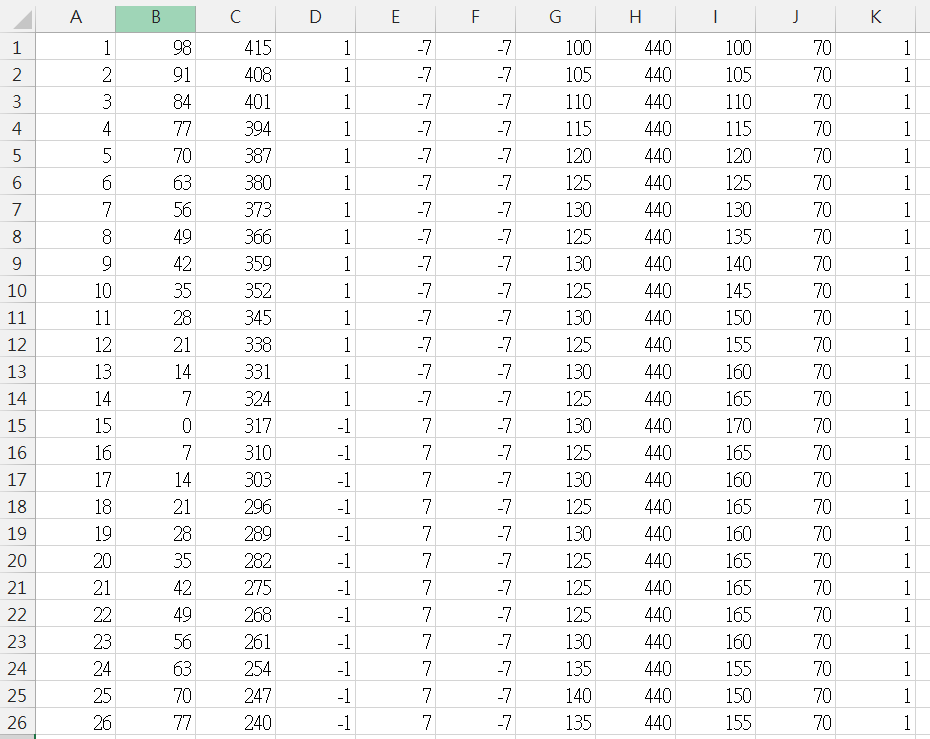 A B C D E F G H I J K
1 1 98 415 1 -7 -7 100 440 100 70 1
2 2 91 408 1 -7 -7 105 440 105 70 1
3 3 84 401 1 -7 -7 110 440 110 70 1
4 4 77 394 1 -7 -7 115 440 115 70 1
5 5 70 387 1 -7 -7 120 440 120 70 1
6 6 63 380 1 -7 -7 125 440 125 70 1
7 7 56 373 1 -7 -7 130 440 130 70 1
8 8 49 366 1 -7 -7 125 440 135 70 1
9 9 42 359 1 -7 -7 130 440 140 70 1
10 10 35 352 1 -7 -7 125 440 145 70 1
11 11 28 345 1 -7 -7 130 440 150 70 1
12 12 21 338 1 -7 -7 125 440 155 70 1
13 13 14 331 1 -7 -7 130 440 160 70 1
14 14 7 324 1 -7 -7 125 440 165 70 1
15 15 0 317 -1 7 -7 130 440 170 70 1
16 16 7 310 -1 7 -7 125 440 165 70 1
17 17 14 303 -1 7 -7 130 440 160 70 1
18 18 21 296 -1 7 -7 125 440 165 70 1
19 19 28 289 -1 7 -7 130 440 160 70 1
20 20 35 282 -1 7 -7 125 440 165 70 1
21 21 42 275 -1 7 -7 125 440 165 70 1
22 22 49 268 -1 7 -7 125 440 165 70 1
23 23 56 261 -1 7 -7 130 440 160 70 1
24 24 63 254 -1 7 -7 135 440 155 70 1
25 25 70 247 -1 7 -7 140 440 150 70 1
26 26 77 240 -1 7 -7 135 440 155 70 1